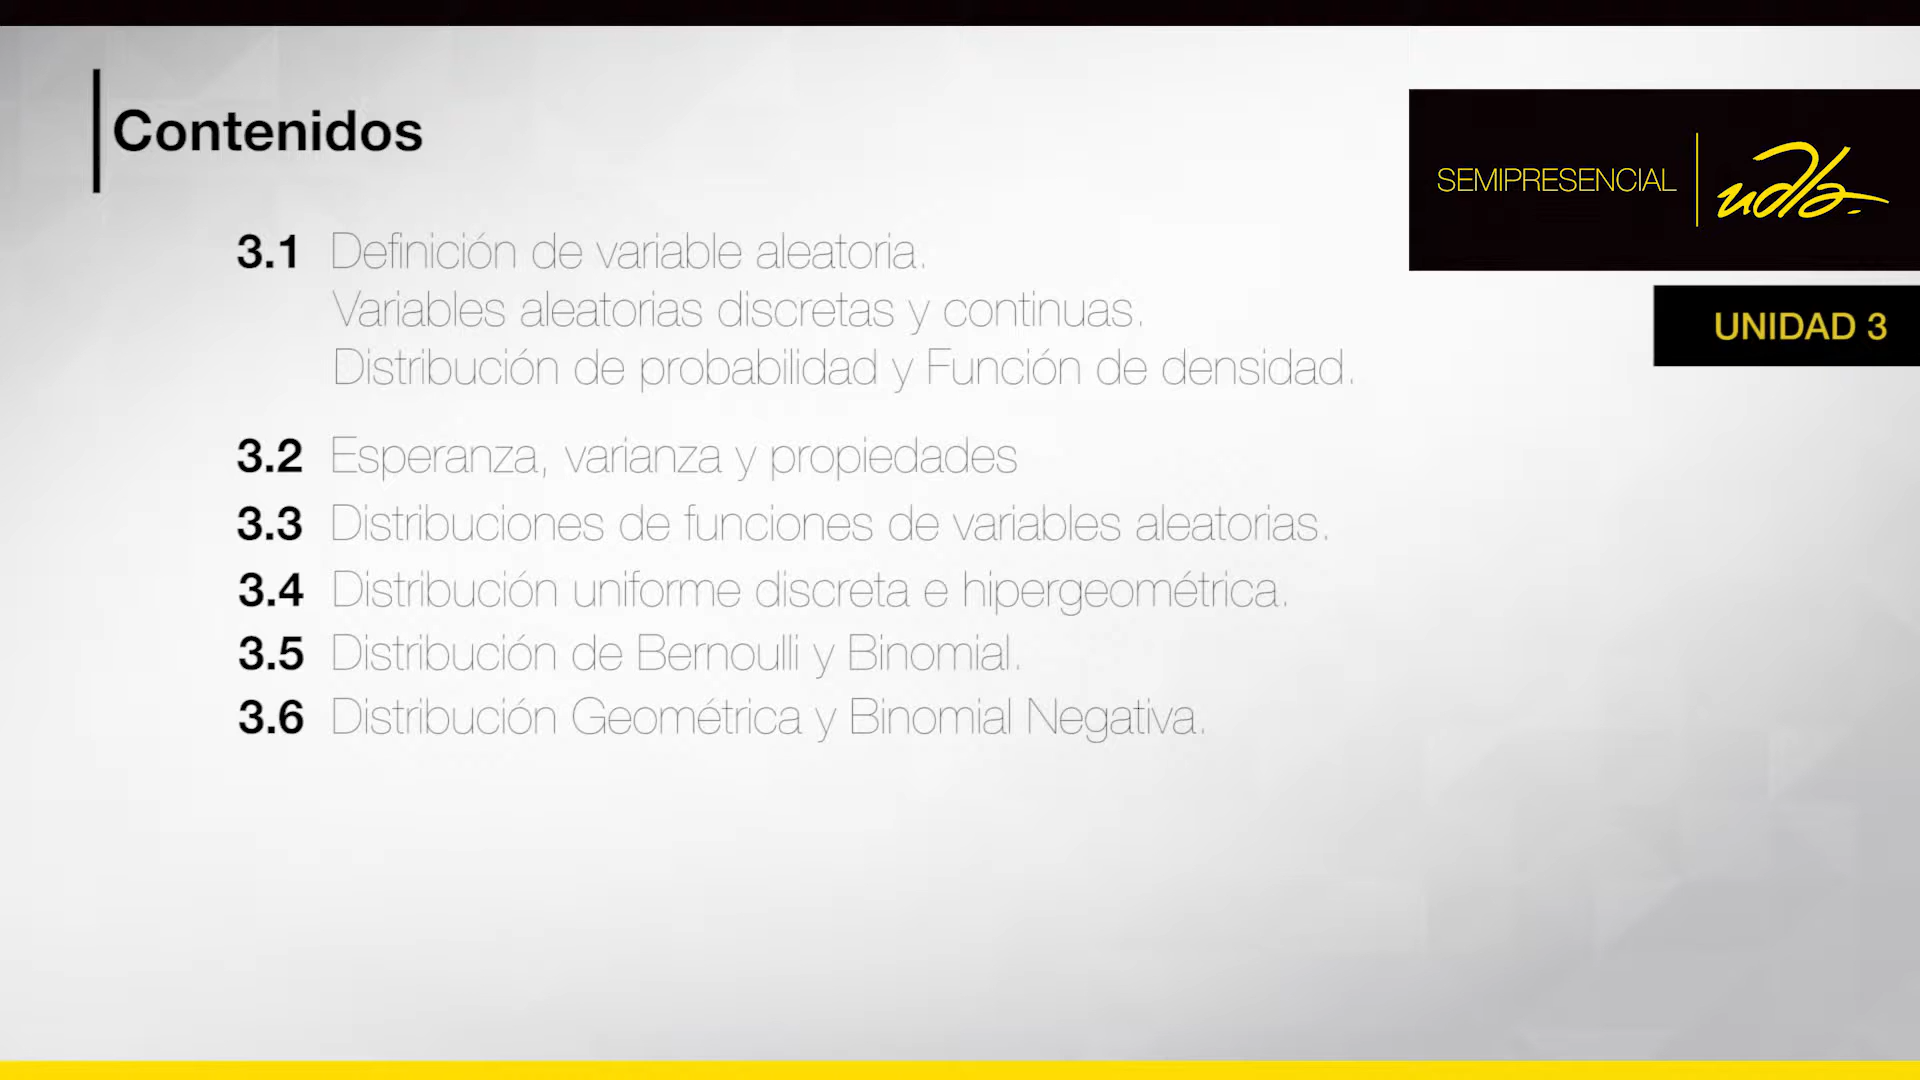 Contenidos
SEMIPRESENCIAL udla.
UNIDAD 3
3.1 Definición de variable aleatoria.
Variables aleatorias discretas y continuas.
Distribución de probabilidad y Función de densidad.
3.2 Esperanza, varianza y propiedades
3.3 Distribuciones de funciones de variables aleatorias.
3.4 Distribución uniforme discreta e hipergeométrica.
3.5 Distribución de Bernoulli y Binomial.
3.6 Distribución Geométrica y Binomial Negativa.